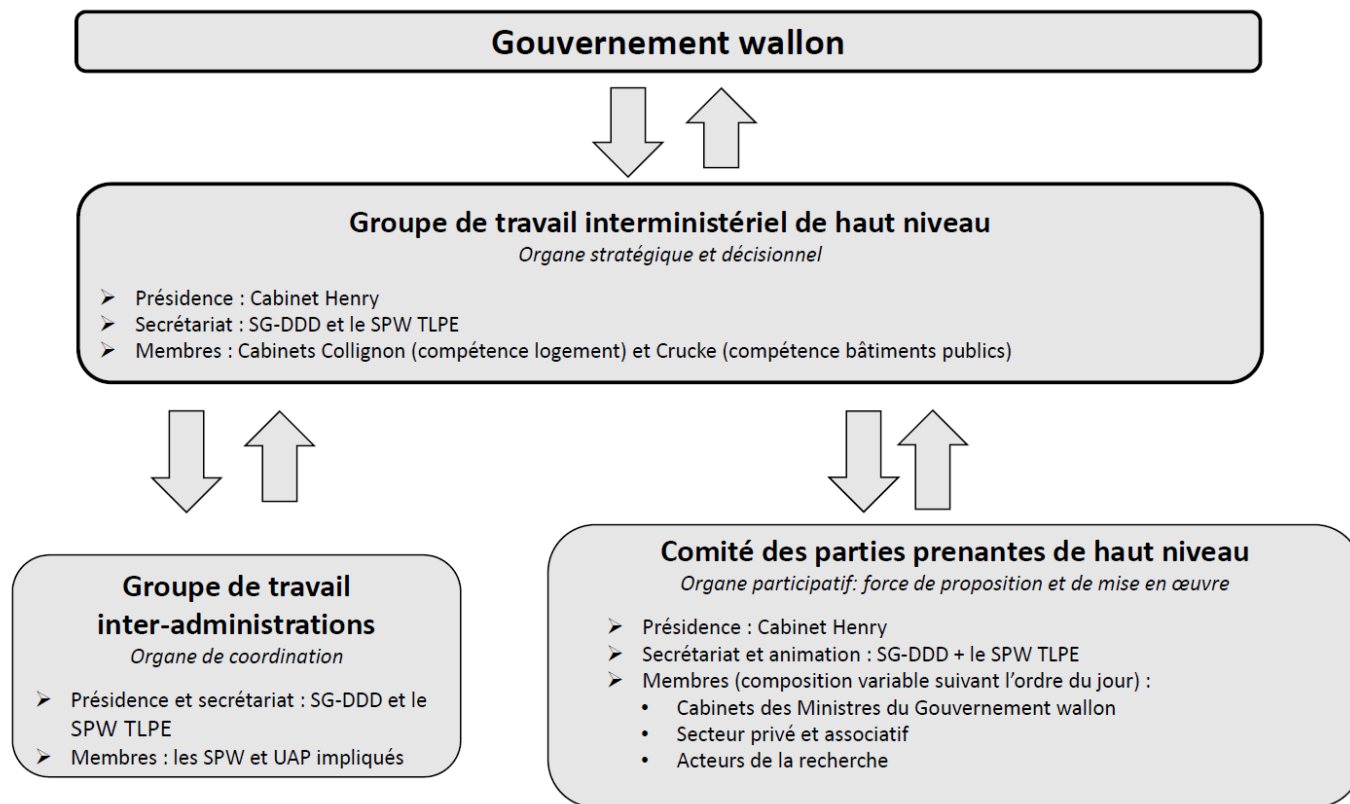 Gouvernement wallon
Groupe de travail interministériel de haut niveau
Organe stratégique et décisionnel
➢ Présidence : Cabinet Henry
➢ Secrétariat : SG-DDD et le SPW TLPE
➢ Membres : Cabinets Collignon (compétence logement) et Crucke (compétence bâtiments publics)
Groupe de travail
inter-administrations
Organe de coordination
➢ Présidence et secrétariat : SG-DDD et le
SPW TLPE
➢ Membres : les SPW et UAP impliqués
Comité des parties prenantes de haut niveau
Organe participatif: force de proposition et de mise en œuvre
➢ Présidence : Cabinet Henry
➢ Secrétariat et animation : SG-DDD + le SPW TLPE
➢ Membres (composition variable suivant l’ordre du jour) :
• Cabinets des Ministres du Gouvernement wallon
• Secteur privé et associatif
• Acteurs de la recherche